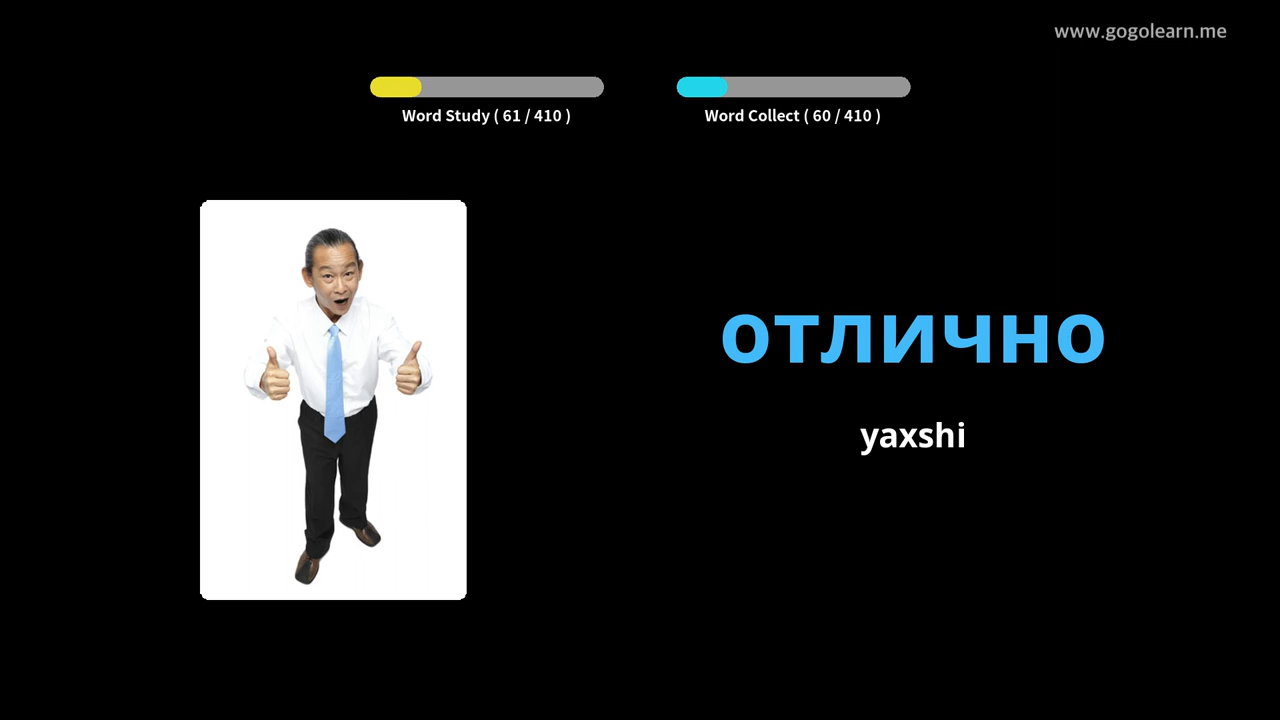 www.gogolearn.me
Word Study ( 61 / 410 )
Word Collect ( 60 / 410 )
отлично
yaxshi